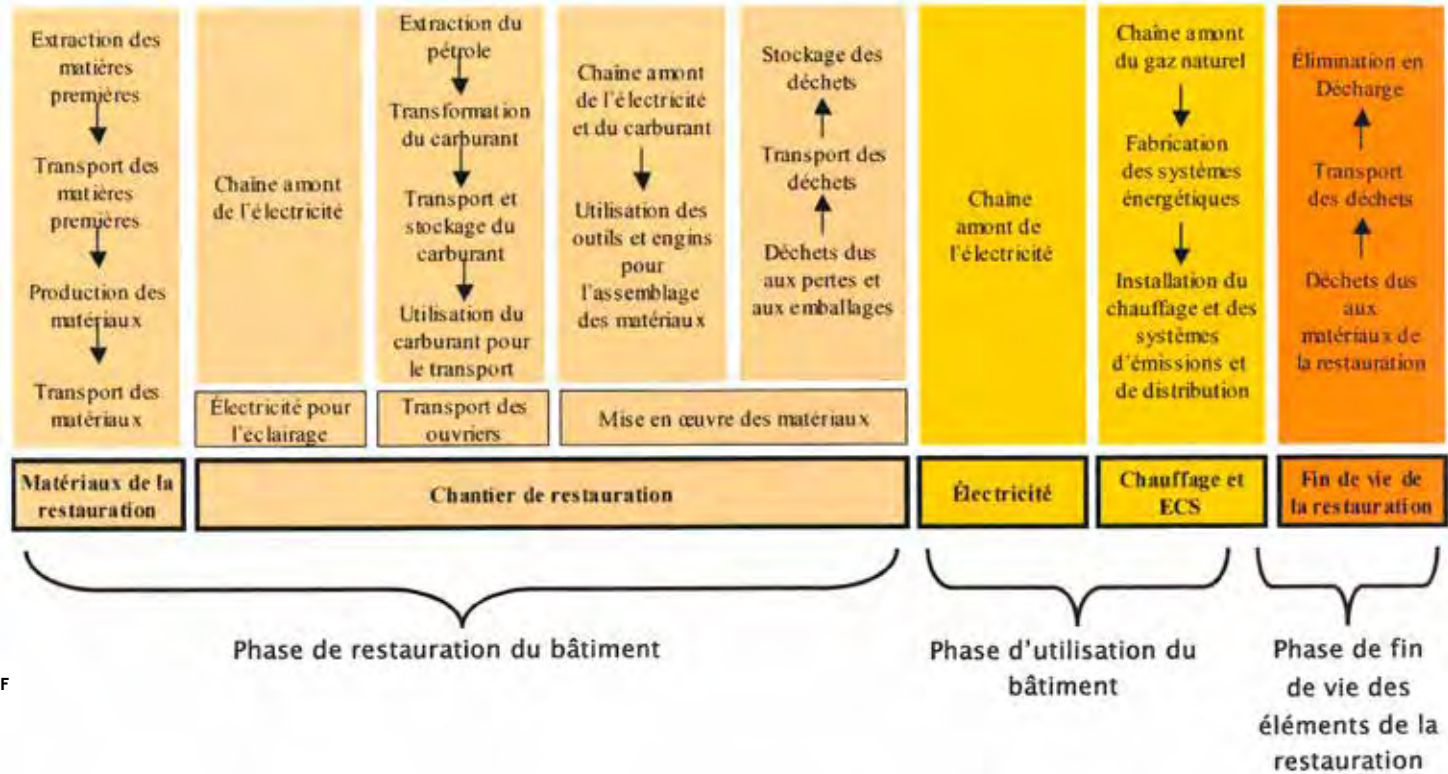 Extraction des
matières
premières
Transport des
matières
premières
Production des
matériaux
Transport des
matériaux
Matériaux de la
restauration
Chaîne amont
de l'électricité
Électricité pour
l'éclairage
Extraction du
pétrole
Transformation
du carburant
Transport et
stockage du
carburant
Utilisation du
carburant pour
le transport
Transport des
ouvriers
Chaîne amont
de l'électricité
et du carburant
Utilisation des
outils et engins
pour
l'assemblage
des matériaux
Stockage des
déchets
Transport des
déchets
Déchets dus
aux pertes et
aux emballages
Mise en œuvre des matériaux
Chantier de restauration
Chaîne
amont de
l'électricité
Électricité
Chaîne amont
du gaz naturel
Fabrication
des systèmes
énergétiques
Installation du
chauffage et des
systèmes
d'émissions et
de distribution
Chauffage et
ECS
Élimination en
Décharge
Transport
des déchets
Déchets dus
aux
matériaux de
la restauration
Fin de vie de
la restauration
Phase de restauration du bâtiment
Phase d'utilisation du
bâtiment
Phase de fin
de vie des
éléments de la
restauration
F